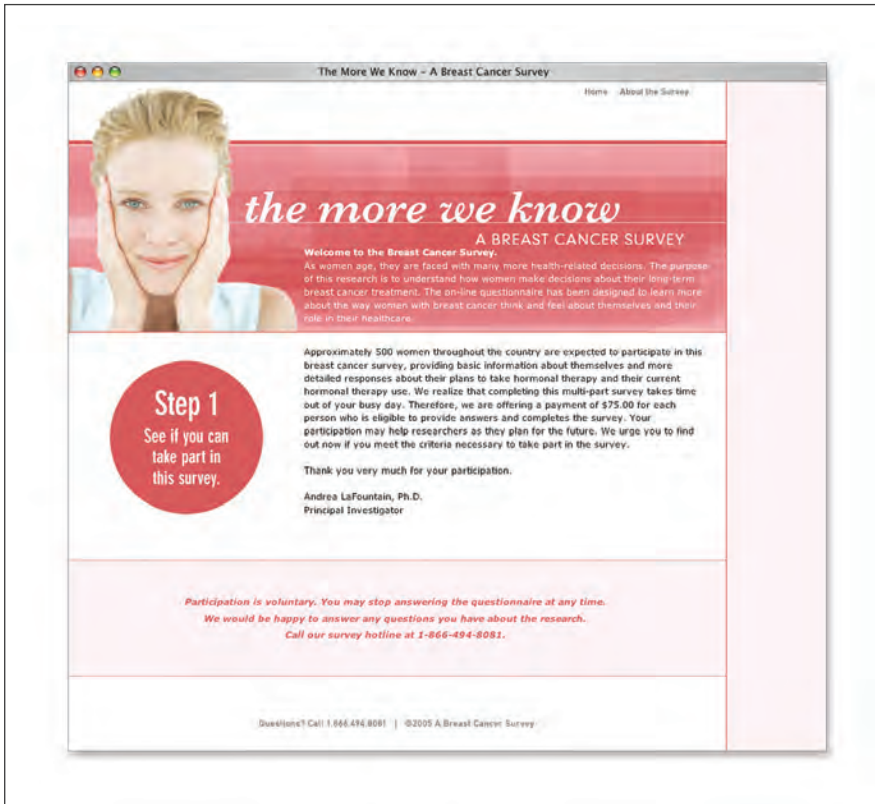 The More We Know – A Breast Cancer Survey
Home About the Survey
the more we know
A BREAST CANCER SURVEY
Welcome to the Breast Cancer Survey.
As women age, they are faced with many more health-related decisions. The purpose
of this research is to understand how women make decisions about their long-term
breast cancer treatment. The on-line questionnaire has been designed to learn more
about the way women with breast cancer think and feel about themselves and their
role in their healthcare.
Approximately 500 women throughout the country are expected to participate in this
breast cancer survey, providing basic information about themselves and more
detailed responses about their plans to take hormonal therapy and their current
hormonal therapy use. We realize that completing this multi-part survey takes time
out of your busy day. Therefore, we are offering a payment of $75.00 for each
person who is eligible to provide answers and completes the survey. Your
participation may help researchers as they plan for the future. We urge you to find
out now if you meet the criteria necessary to take part in the survey.
Thank you very much for your participation.
Andrea LaFountain, Ph.D.
Principal Investigator
Step 1
See if you can
take part in
this survey.
Participation is voluntary. You may stop answering the questionnaire at any time.
We would be happy to answer any questions you have about the research.
Call our survey hotline at 1-866-494-8081.
Questions? Call 1.866.494.8081 | ©2005 A Breast Cancer Survey